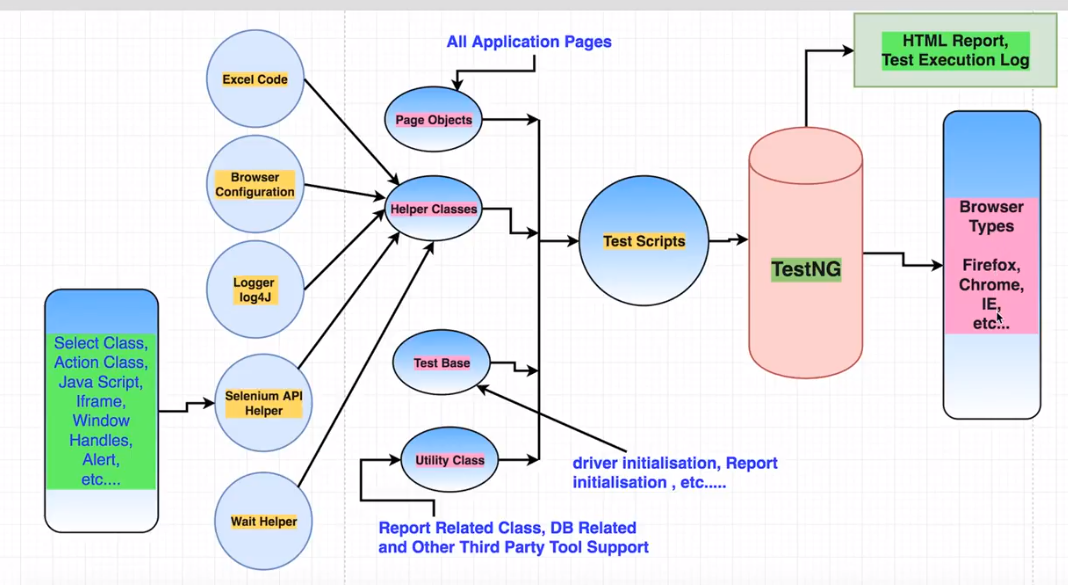 All Application Pages
HTML Report,
Test Execution Log
Excel Code
Page Objects
Browser
Configuration
Helper Classes
Logger
log4J
Test Scripts
TestNG
Browser
Types
Firefox,
Chrome,
IE,
etc...
Select Class,
Action Class,
Java Script,
Iframe,
Window
Handles,
Alert,
etc....
Selenium API
Helper
Test Base
Utility Class
driver initialisation, Report
initialisation , etc.....
Wait Helper
Report Related Class, DB Related
and Other Third Party Tool Support